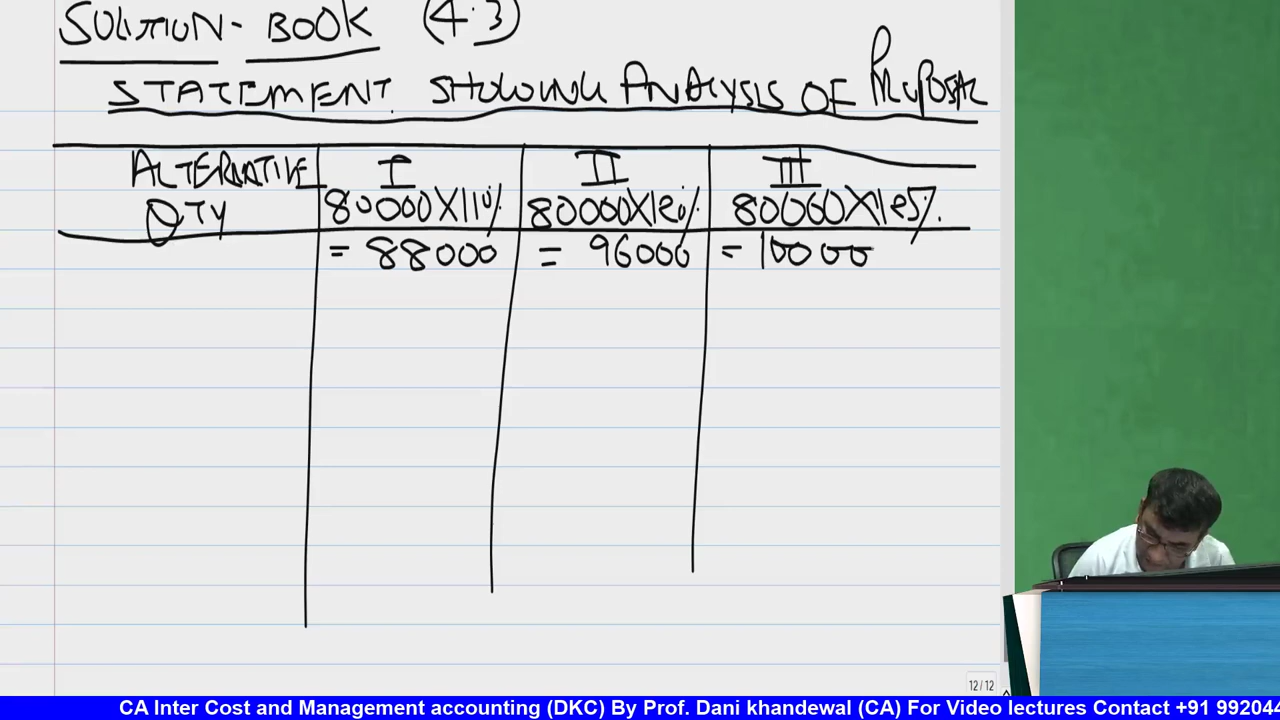 SOLUTION- BOOK (4.3)
STATEMENT SHOWING ANALYSIS OF Proposal
ALTERNATIVE I II III
QTY 80000X110% 80000X120% 80000X125%
= 88000 = 96000 = 10000
12/12
CA Inter Cost and Management accounting (DKC) By Prof. Dani khandewal (CA) For Video lectures Contact +91 992044